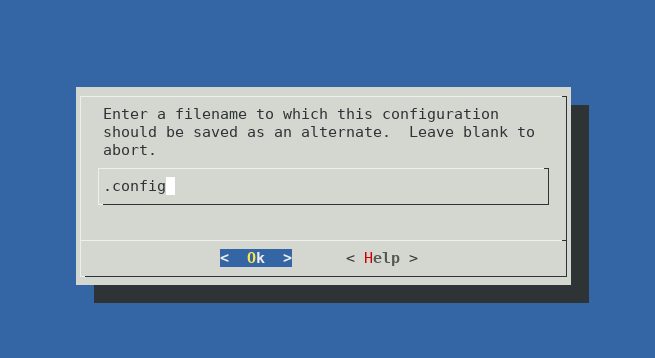 Enter a filename to which this configuration
should be saved as an alternate.  Leave blank to
abort.
.config
<  Ok  >      < Help >